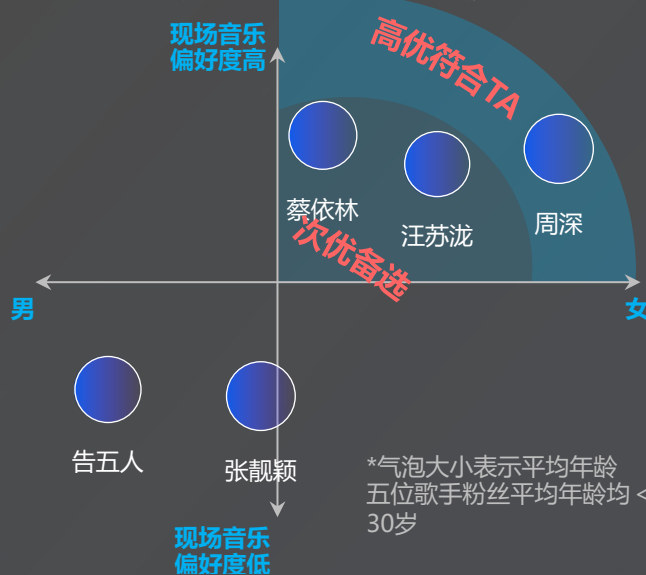 现场音乐
偏好度高
高优符合TA
蔡依林
汪苏泷
周深
次优备选
男
女
告五人
张靓颖
*气泡大小表示平均年龄
五位歌手粉丝平均年龄均＜
30岁
现场音乐
偏好度低